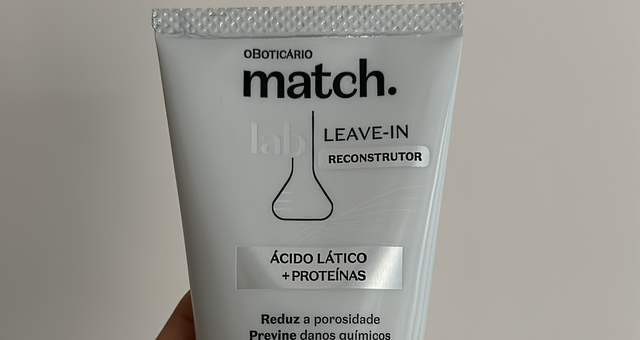 oBOTICÁRIO
match.
lab
LEAVE-IN
RECONSTRUTOR
ÁCIDO LÁTICO
+PROTEÍNAS
Reduz a porosidade
Previne danos químicos